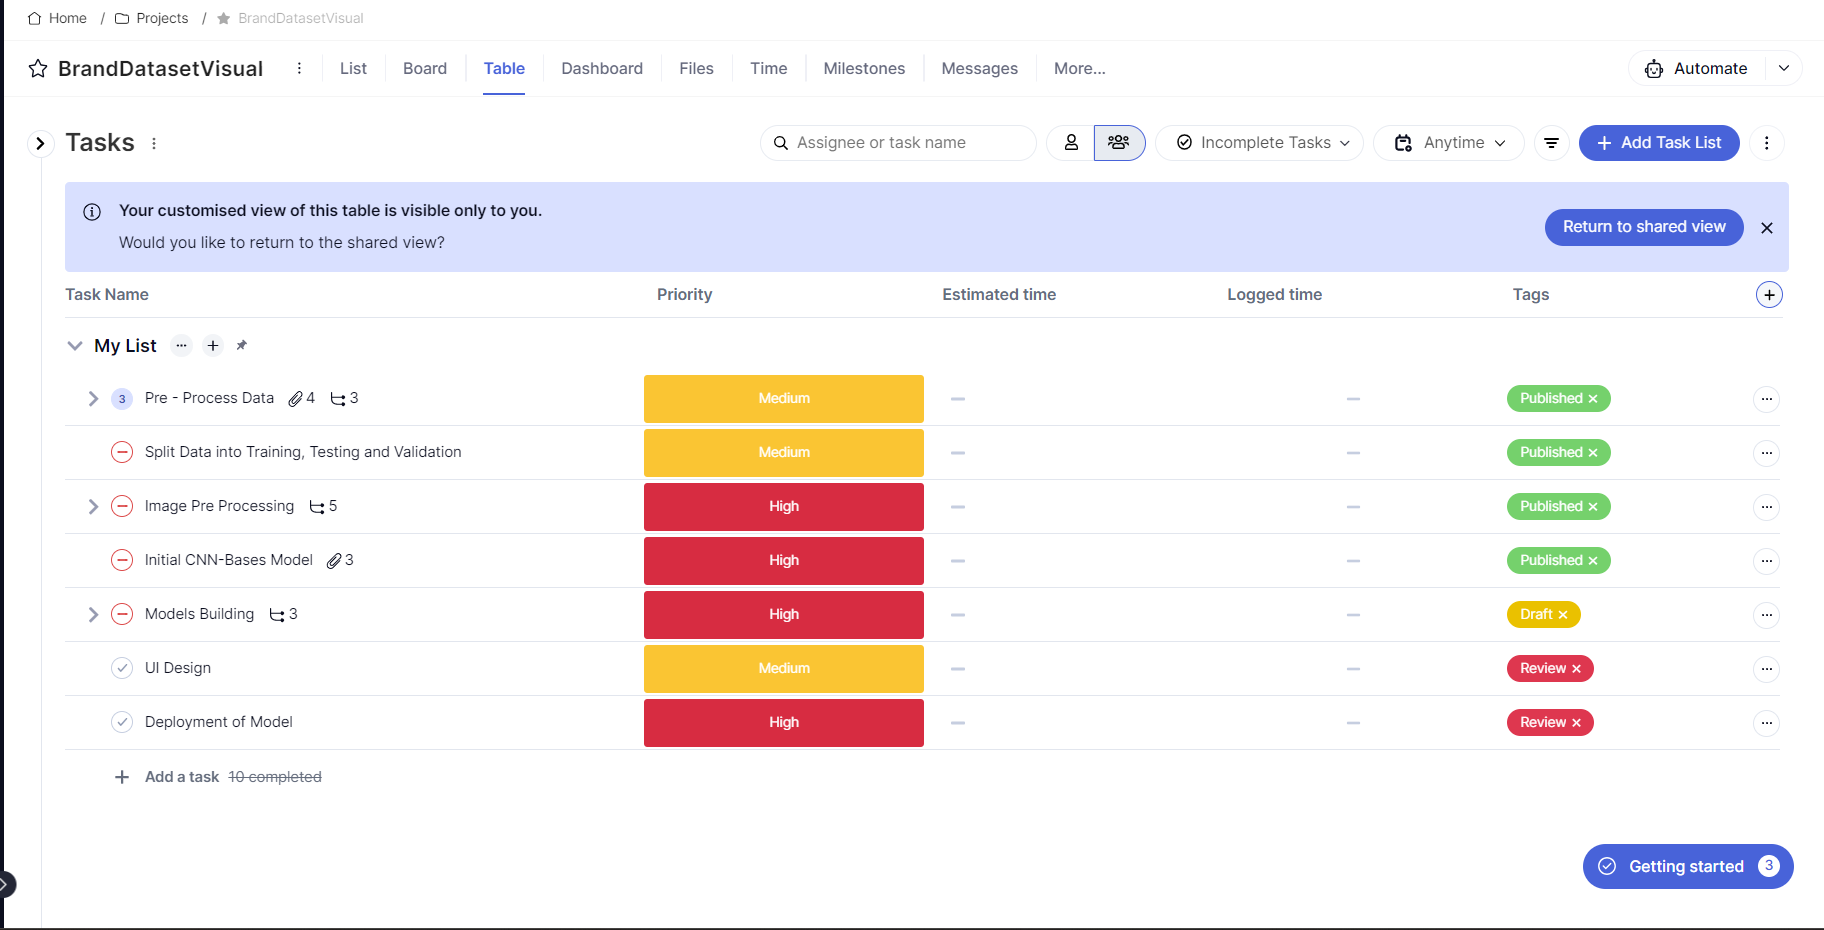 Home / Projects / BrandDatasetVisual
BrandDatasetVisual List Board Table Dashboard Files Time Milestones Messages More... Automate
Tasks Assignee or task name Incomplete Tasks Anytime + Add Task List
Your customised view of this table is visible only to you.
Would you like to return to the shared view?
Return to shared view
Task Name Priority Estimated time Logged time Tags
My List
3 Pre - Process Data 4 3 Medium – – Published ×
Split Data into Training, Testing and Validation Medium – – Published ×
Image Pre Processing 5 High – – Published ×
Initial CNN-Bases Model 3 High – – Published ×
Models Building 3 High – – Draft ×
UI Design Medium – – Review ×
Deployment of Model High – – Review ×
+ Add a task 10 completed
Getting started 3